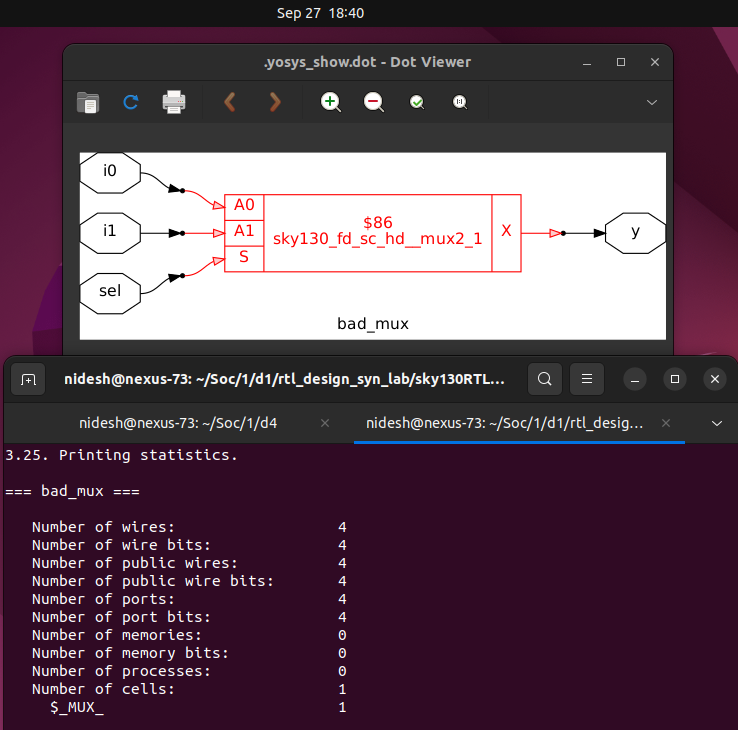 Sep 27 18:40
.yosys_show.dot - Dot Viewer
i0
i1
sel
A0
A1
S
$86
sky130_fd_sc_hd__mux2_1
X
y
bad_mux
nidesh@nexus-73: ~/Soc/1/d1/rtl_design_syn_lab/sky130RTL...
nidesh@nexus-73: ~/Soc/1/d4
nidesh@nexus-73: ~/Soc/1/d1/rtl_desig...
3.25. Printing statistics.
=== bad_mux ===
Number of wires: 4
Number of wire bits: 4
Number of public wires: 4
Number of public wire bits: 4
Number of ports: 4
Number of port bits: 4
Number of memories: 0
Number of memory bits: 0
Number of processes: 0
Number of cells: 1
$_MUX_ 1